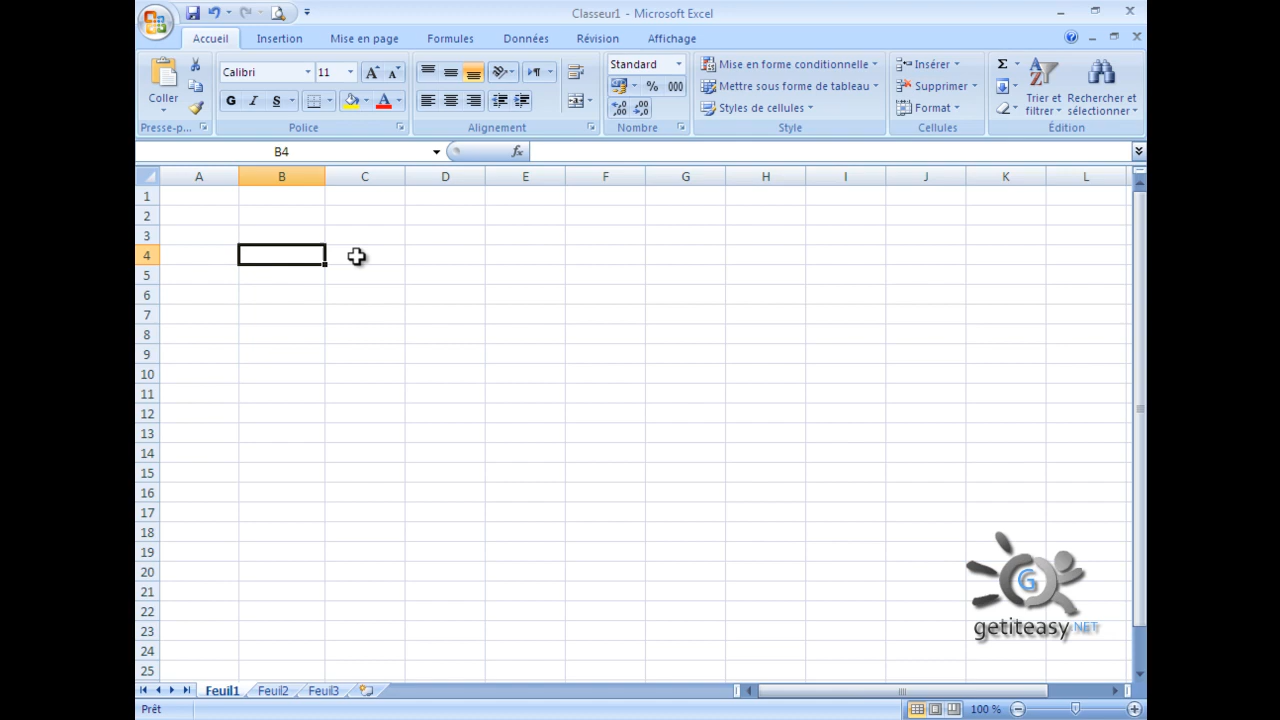 Classeur1 - Microsoft Excel
Accueil Insertion Mise en page Formules Données Révision Affichage
Coller
Calibri 11
G I S
Standard
% 000
Mise en forme conditionnelle
Mettre sous forme de tableau
Styles de cellules
Insérer
Supprimer
Format
Σ
Trier et filtrer
Rechercher et sélectionner
Presse-p... Police Alignement Nombre Style Cellules Édition
B4 fx
A B C D E F G H I J K L
1
2
3
4
5
6
7
8
9
10
11
12
13
14
15
16
17
18
19
20
21
22
23
24
25
G
getiteasy.NET
Feuil1 Feuil2 Feuil3
Prêt 100 %